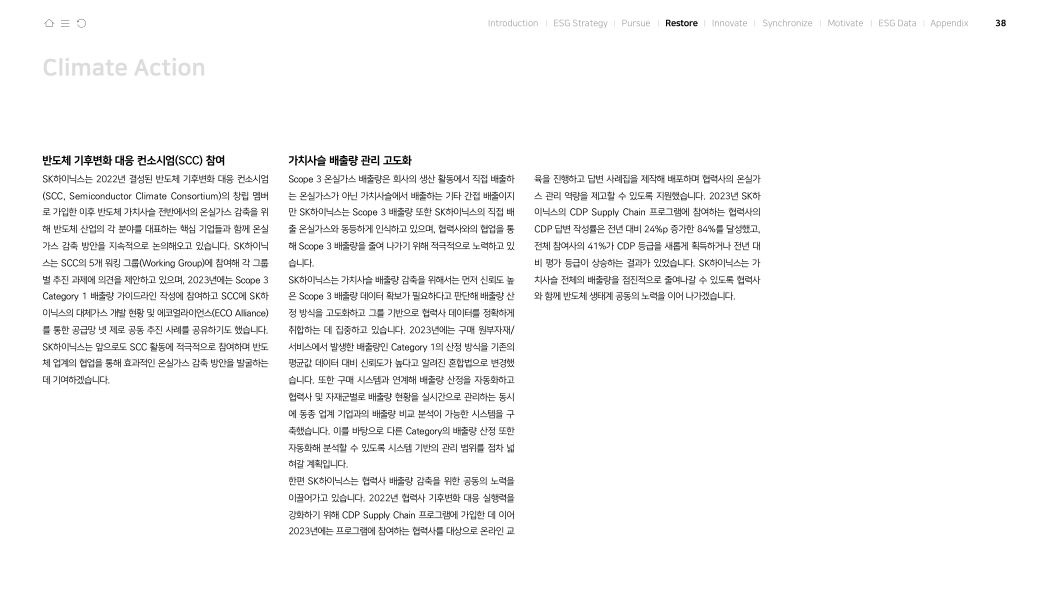 Introduction | ESG Strategy | Pursue | Restore | Innovate | Synchronize | Motivate | ESG Data | Appendix 38
Climate Action
반도체 기후변화 대응 컨소시엄(SCC) 참여
SK하이닉스는 2022년 결성된 반도체 기후변화 대응 컨소시엄
(SCC, Semiconductor Climate Consortium)의 창립 멤버
로 가입한 이후 반도체 가치사슬 전반에서의 온실가스 감축을 위
해 반도체 산업의 각 분야를 대표하는 핵심 기업들과 함께 온실
가스 감축 방안을 지속적으로 논의해오고 있습니다. SK하이닉
스는 SCC의 5개 워킹 그룹(Working Group)에 참여해 각 그룹
별 추진 과제에 의견을 제안하고 있으며, 2023년에는 Scope 3
Category 1 배출량 가이드라인 작성에 참여하고 SCC에 SK하
이닉스의 대체가스 개발 현황 및 에코얼라이언스(ECO Alliance)
를 통한 공급망 넷 제로 공동 추진 사례를 공유하기도 했습니다.
SK하이닉스는 앞으로도 SCC 활동에 적극적으로 참여하며 반도
체 업계의 협업을 통해 효과적인 온실가스 감축 방안을 발굴하는
데 기여하겠습니다.
가치사슬 배출량 관리 고도화
Scope 3 온실가스 배출량은 회사의 생산 활동에서 직접 배출하
는 온실가스가 아닌 가치사슬에서 배출하는 기타 간접 배출이지
만 SK하이닉스는 Scope 3 배출량 또한 SK하이닉스의 직접 배
출 온실가스와 동등하게 인식하고 있으며, 협력사와의 협업을 통
해 Scope 3 배출량을 줄여 나가기 위해 적극적으로 노력하고 있
습니다.
SK하이닉스는 가치사슬 배출량 감축을 위해서는 먼저 신뢰도 높
은 Scope 3 배출량 데이터 확보가 필요하다고 판단해 배출량 산
정 방식을 고도화하고 그를 기반으로 협력사 데이터를 정확하게
취합하는 데 집중하고 있습니다. 2023년에는 구매 원부자재/
서비스에서 발생한 배출량인 Category 1의 산정 방식을 기존의
평균값 데이터 대비 신뢰도가 높다고 알려진 혼합법으로 변경했
습니다. 또한 구매 시스템과 연계해 배출량 산정을 자동화하고
협력사 및 자재군별로 배출량 현황을 실시간으로 관리하는 동시
에 동종 업계 기업과의 배출량 비교 분석이 가능한 시스템을 구
축했습니다. 이를 바탕으로 다른 Category의 배출량 산정 또한
자동화해 분석할 수 있도록 시스템 기반의 관리 범위를 점차 넓
혀갈 계획입니다.
한편 SK하이닉스는 협력사 배출량 감축을 위한 공동의 노력을
이끌어가고 있습니다. 2022년 협력사 기후변화 대응 실행력을
강화하기 위해 CDP Supply Chain 프로그램에 가입한 데 이어
2023년에는 프로그램에 참여하는 협력사를 대상으로 온라인 교
육을 진행하고 답변 사례집을 제작해 배포하며 협력사의 온실가
스 관리 역량을 제고할 수 있도록 지원했습니다. 2023년 SK하
이닉스의 CDP Supply Chain 프로그램에 참여하는 협력사의
CDP 답변 작성률은 전년 대비 24%p 증가한 84%를 달성했고,
전체 참여사의 41%가 CDP 등급을 새롭게 획득하거나 전년 대
비 평가 등급이 상승하는 결과가 있었습니다. SK하이닉스는 가
치사슬 전체의 배출량을 점진적으로 줄여나갈 수 있도록 협력사
와 함께 반도체 생태계 공동의 노력을 이어 나가겠습니다.